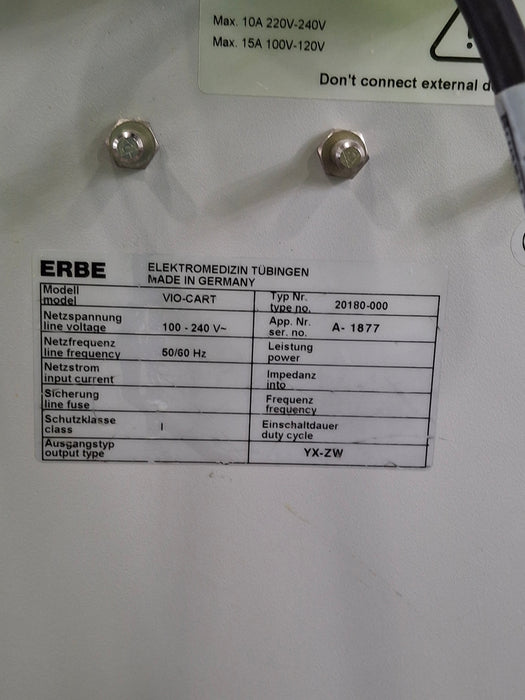 Max. 10A 220V-240V
Max. 15A 100V-120V
Don't connect external
ERBE ELEKTROMEDIZIN TÜBINGEN
MADE IN GERMANY
Modell
model VIO-CART
Typ Nr.
type no. 20180-000
Netzspannung
line voltage 100 - 240 V~
App. Nr.
ser. no. A- 1877
Netzfrequenz
line frequency 50/60 Hz
Leistung
power
Netzstrom
input current
Impedanz
into
Sicherung
line fuse
Frequenz
frequency
Schutzklasse
class I
Einschaltdauer
duty cycle
Ausgangstyp
output type
YX-ZW